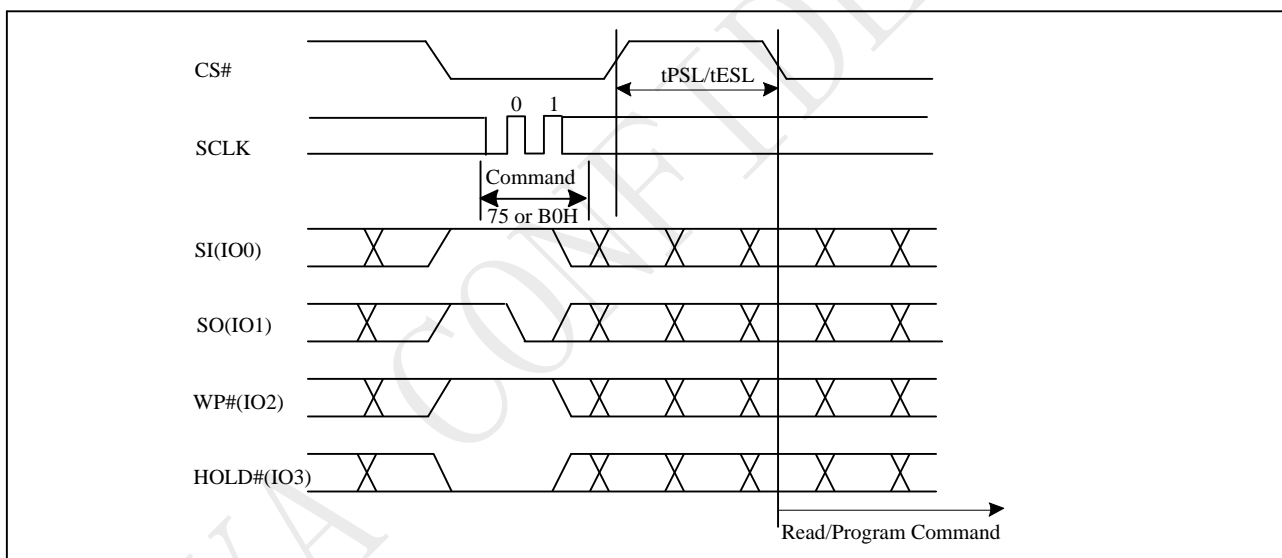 CS#
tPSL/tESL
0 1
SCLK
Command
75 or B0H
SI(IO0)
SO(IO1)
WP#(IO2)
HOLD#(IO3)
Read/Program Command